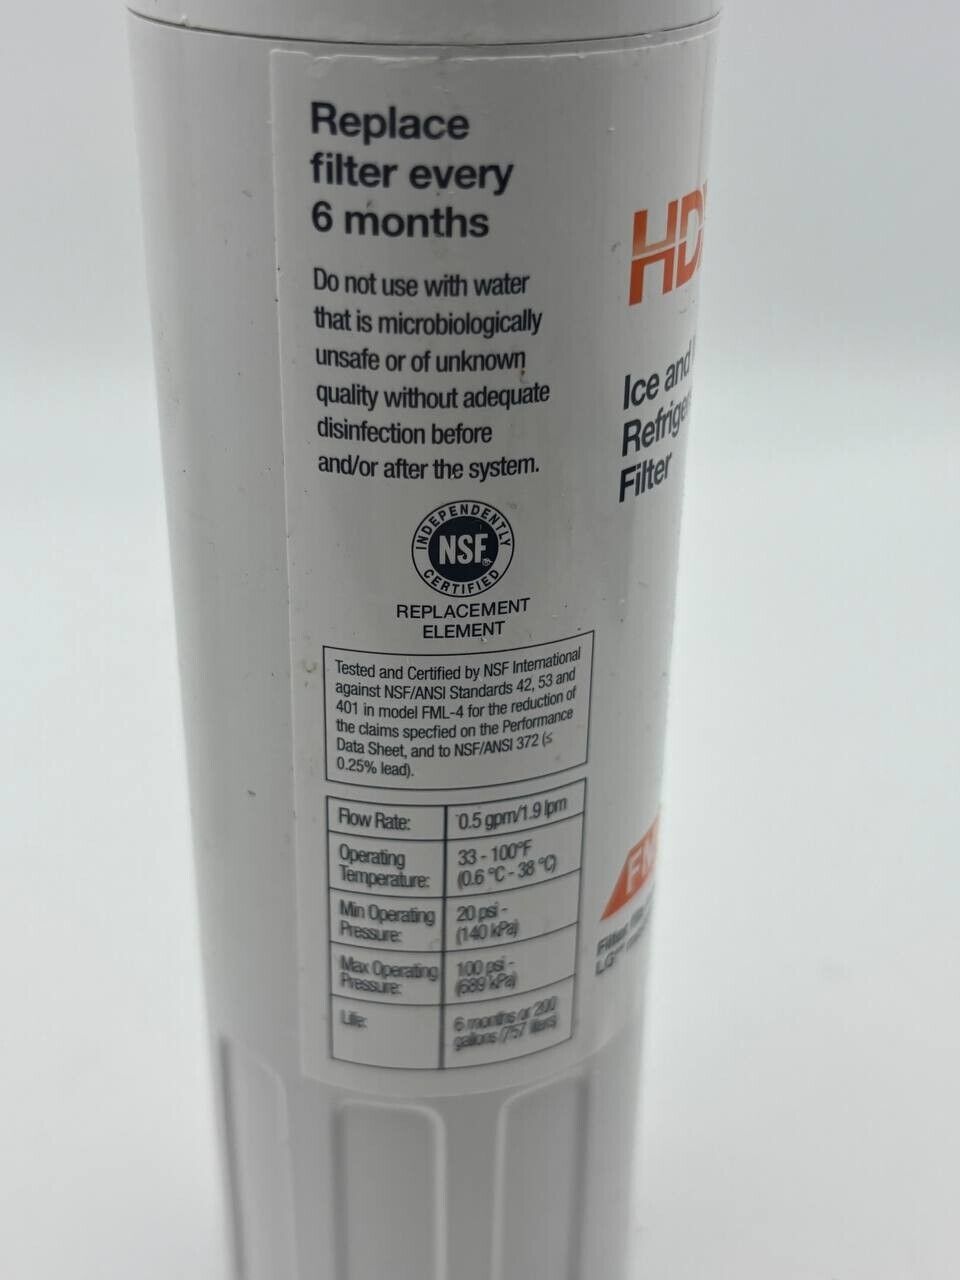 Replace
filter every
6 months
Do not use with water
that is microbiologically
unsafe or of unknown
quality without adequate
disinfection before
and/or after the system.
INDEPENDENTLY
NSF®
CERTIFIED
REPLACEMENT
ELEMENT
Tested and Certified by NSF International
against NSF/ANSI Standards 42, 53 and
401 in model FML-4 for the reduction of
the claims specfied on the Performance
Data Sheet, and to NSF/ANSI 372 (≤
0.25% lead).
Flow Rate: 0.5 gpm/1.9 lpm
Operating 33 - 100°F
Temperature: (0.6 °C - 38 °C)
Min Operating 20 psi -
Pressure: (140 kPa)
Max Operating 100 psi -
Pressure: (689 kPa)
Life: 6 months or 200
gallons (757 liters)
HD
Ice and
Refrige
Filter
FM
Filter
LG